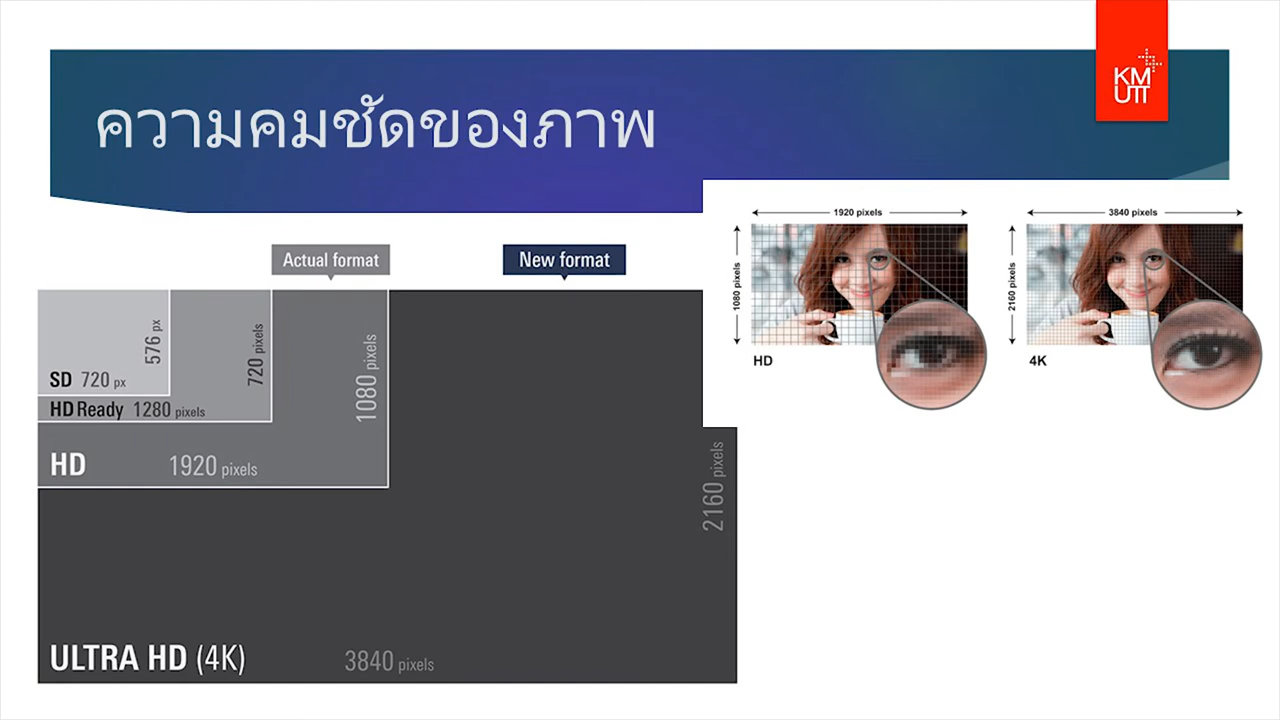 KM
UTT
ความคมชัดของภาพ
Actual format
New format
576 px
SD 720 px
720 pixels
HD Ready 1280 pixels
1080 pixels
HD 1920 pixels
2160 pixels
ULTRA HD (4K) 3840 pixels
1920 pixels
1080 pixels
HD
3840 pixels
2160 pixels
4K